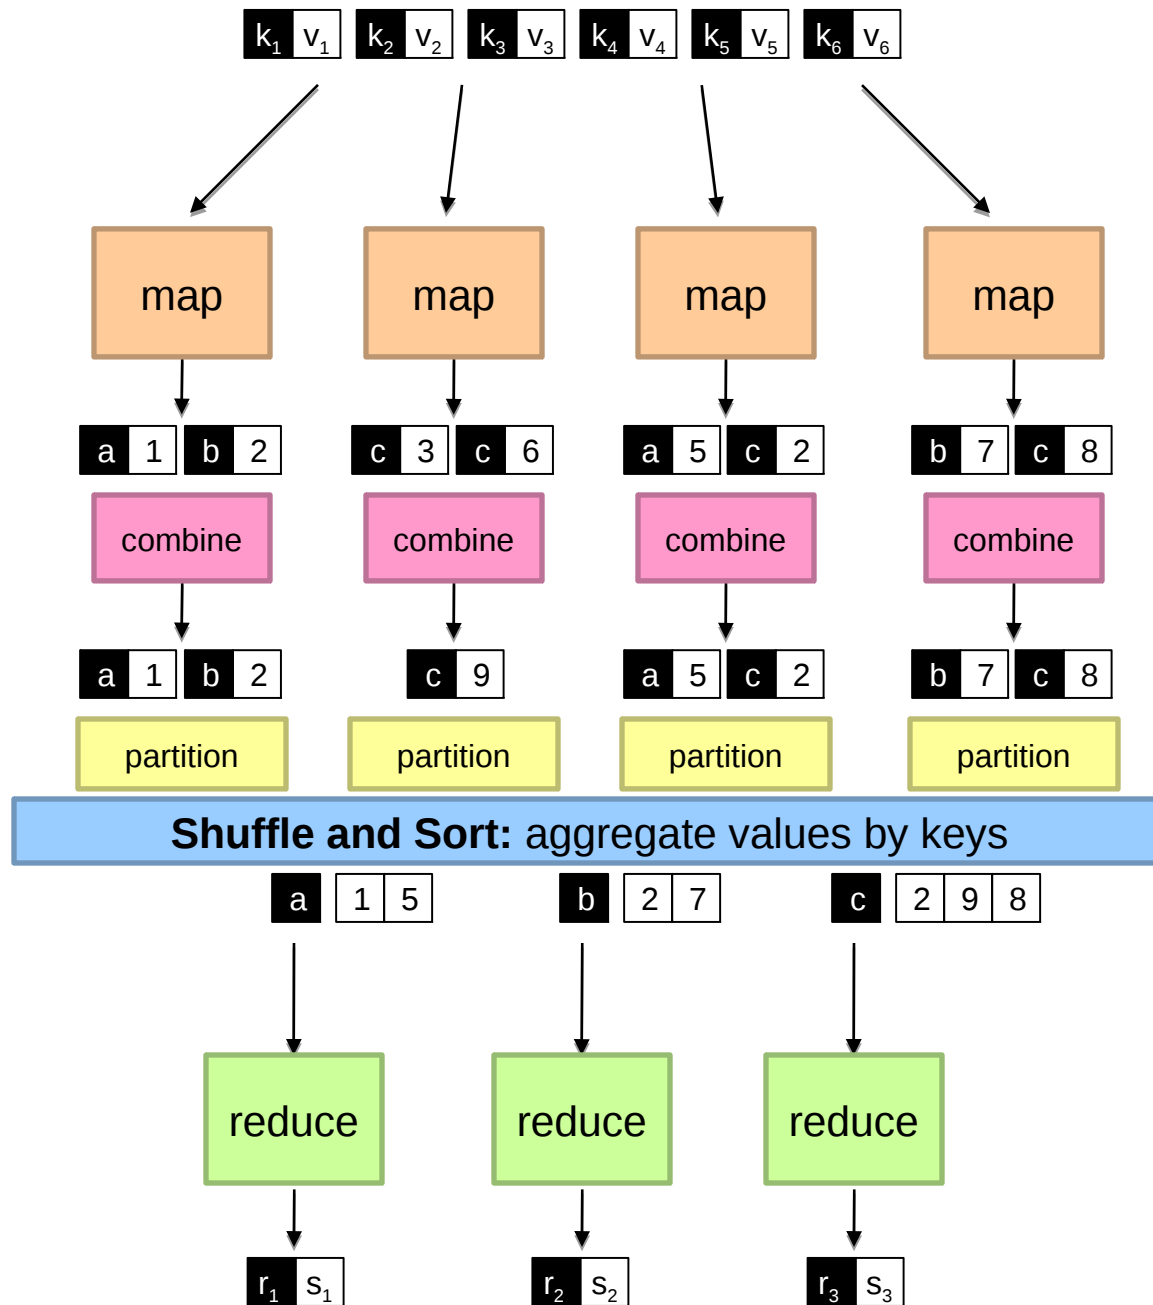 k1 v1 k2 v2 k3 v3 k4 v4 k5 v5 k6 v6
map map map map
a 1 b 2 c 3 c 6 a 5 c 2 b 7 c 8
combine combine combine combine
a 1 b 2 c 9 a 5 c 2 b 7 c 8
partition partition partition partition
Shuffle and Sort: aggregate values by keys
a 1 5 b 2 7 c 2 9 8
reduce reduce reduce
r1 s1 r2 s2 r3 s3